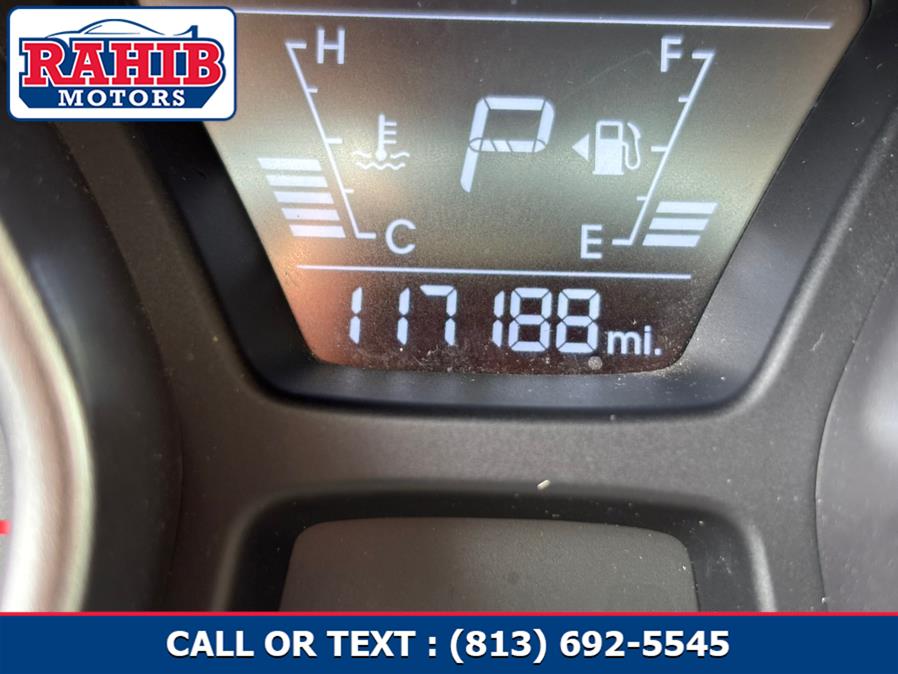 RAHIB
MOTORS
H
F
P
C
E
117188 mi.
CALL OR TEXT : (813) 692-5545